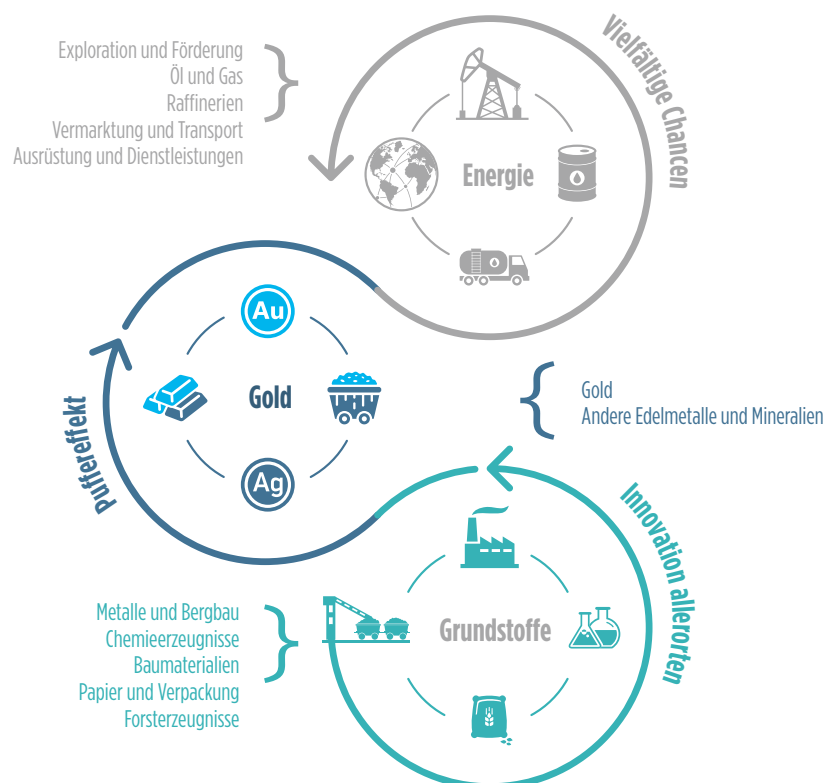 Exploration und Förderung
Öl und Gas
Raffinerien
Vermarktung und Transport
Ausrüstung und Dienstleistungen
Vielfältige Chancen
Energie
Au
Gold
Ag
Puffereffekt
Gold
Andere Edelmetalle und Mineralien
Innovation allerorten
Grundstoffe
Metalle und Bergbau
Chemieerzeugnisse
Baumaterialien
Papier und Verpackung
Forsterzeugnisse